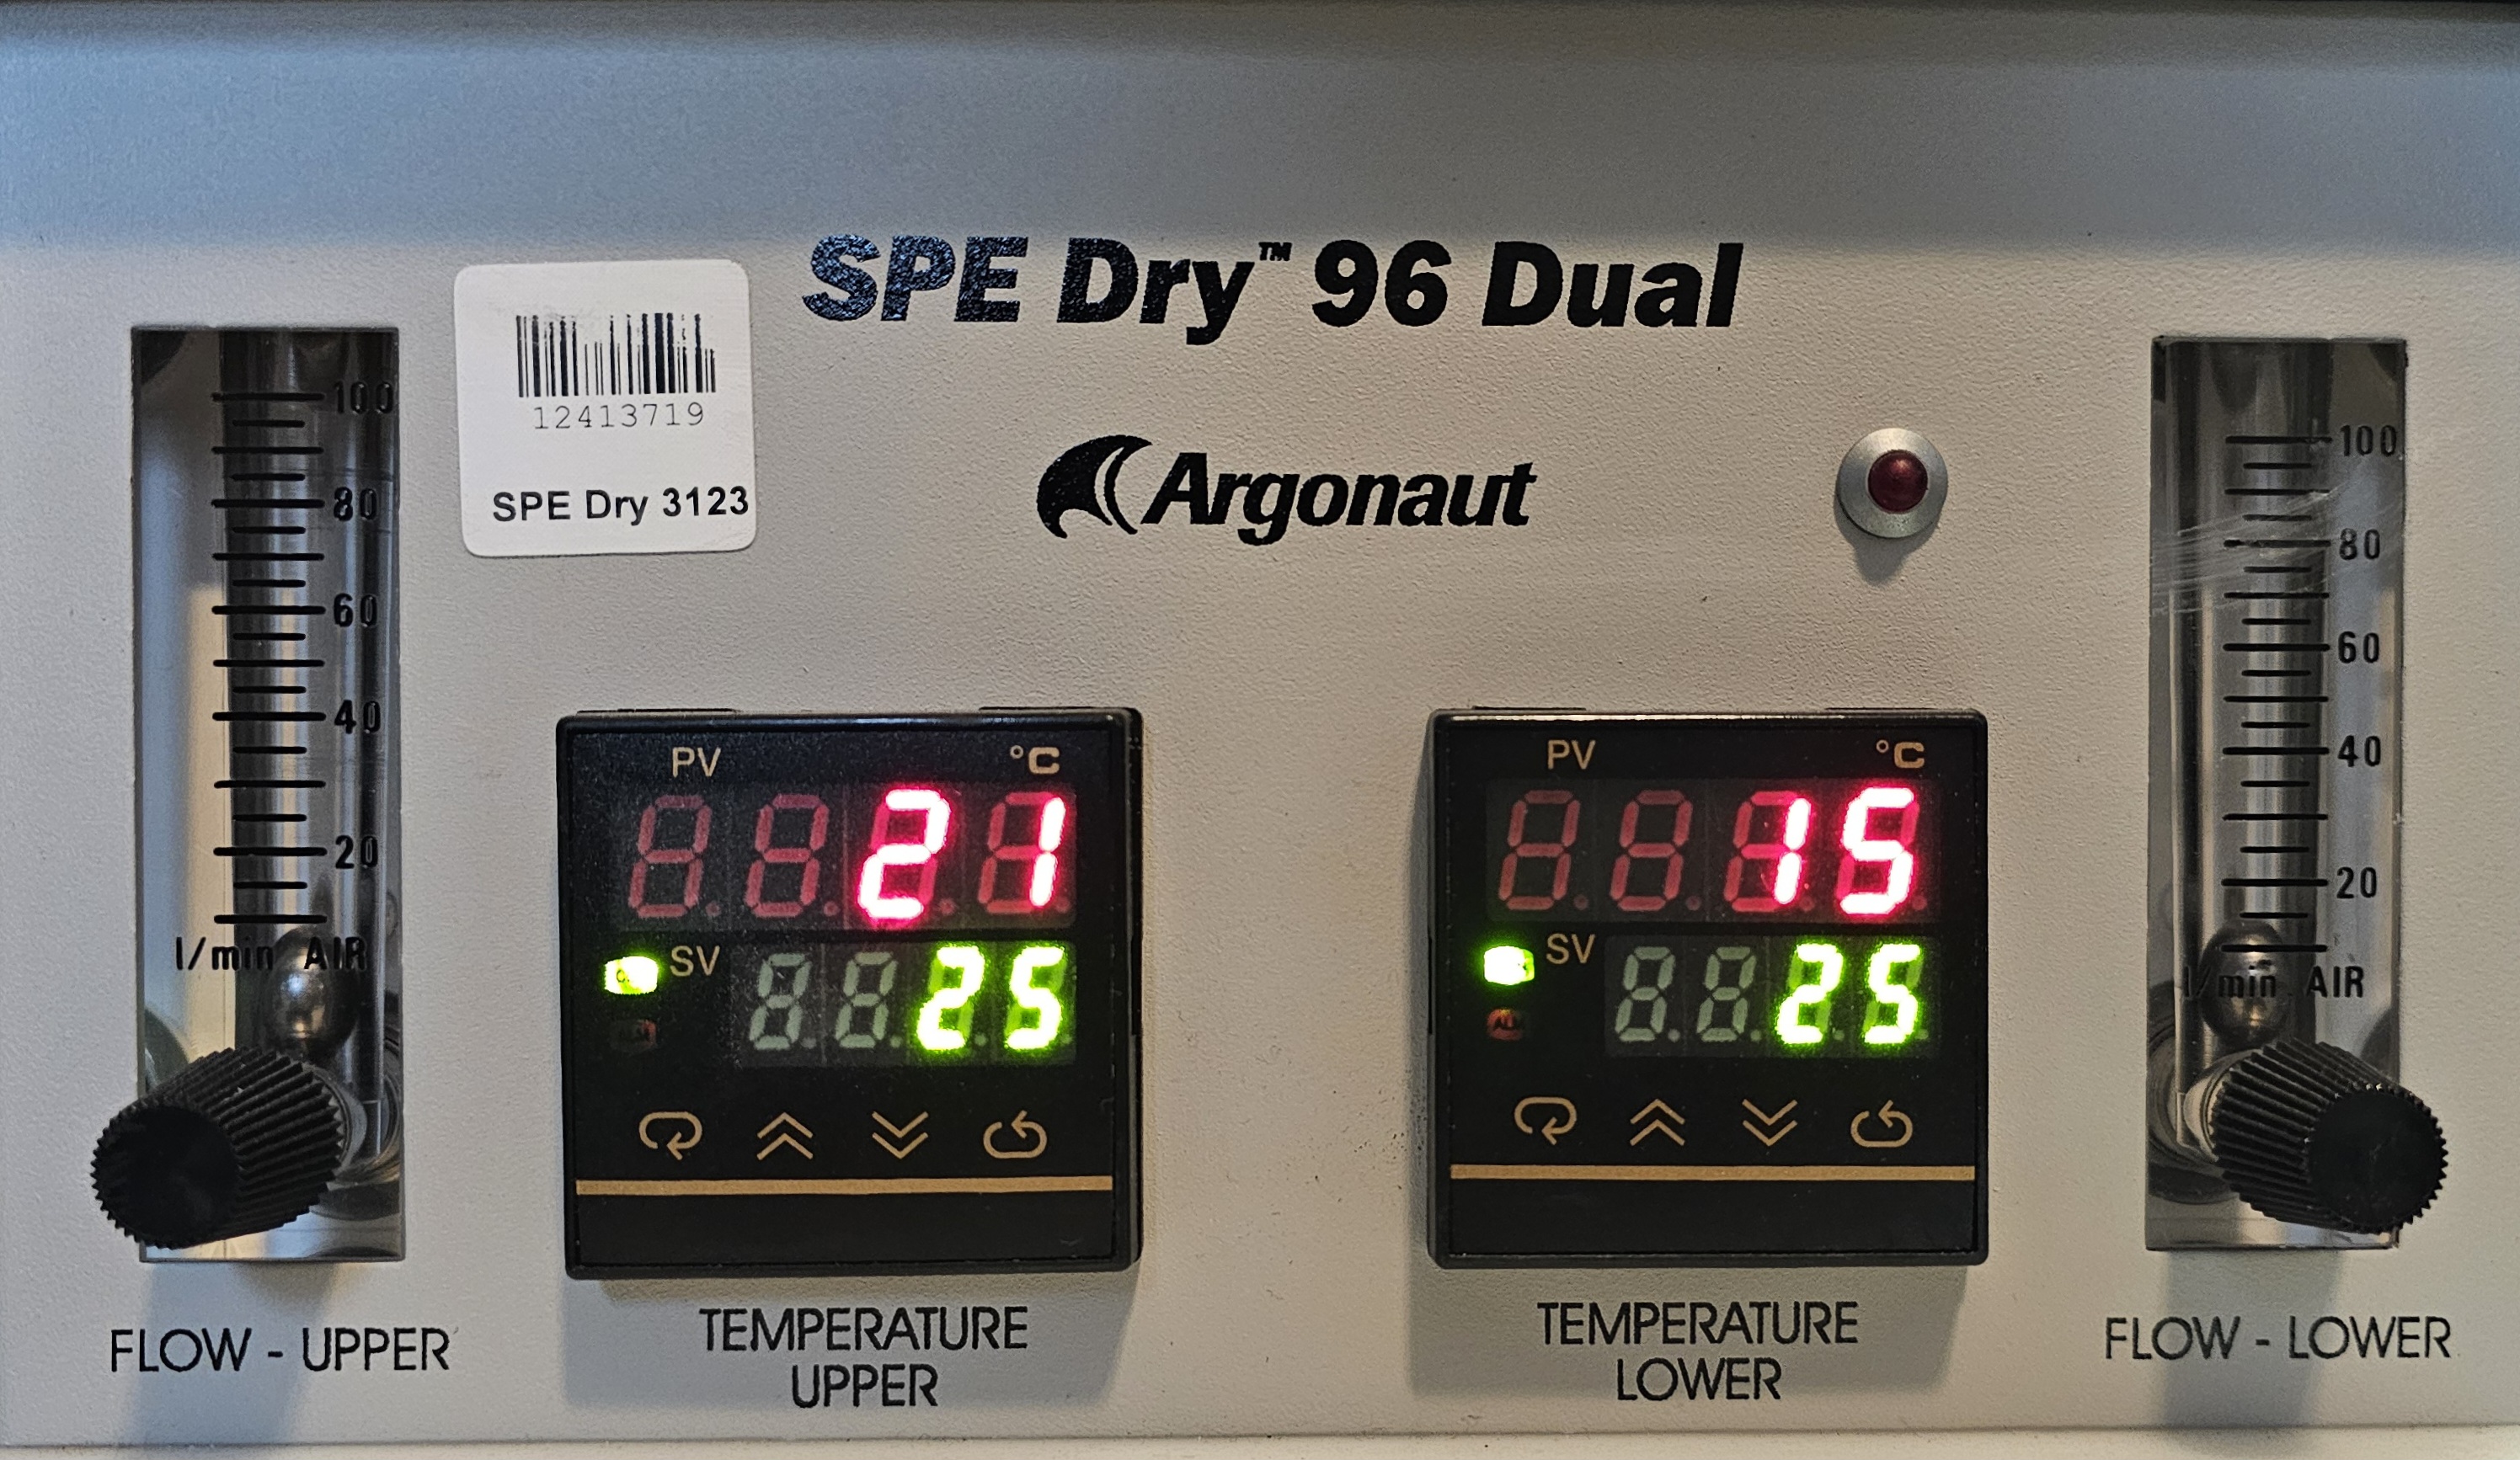 SPE Dry™ 96 Dual
12413719
SPE Dry 3123
Argonaut
100
80
60
40
20
l/min AIR
FLOW - UPPER
PV °C
21
SV
25
TEMPERATURE
UPPER
PV °C
15
SV
25
TEMPERATURE
LOWER
100
80
60
40
20
l/min AIR
FLOW - LOWER